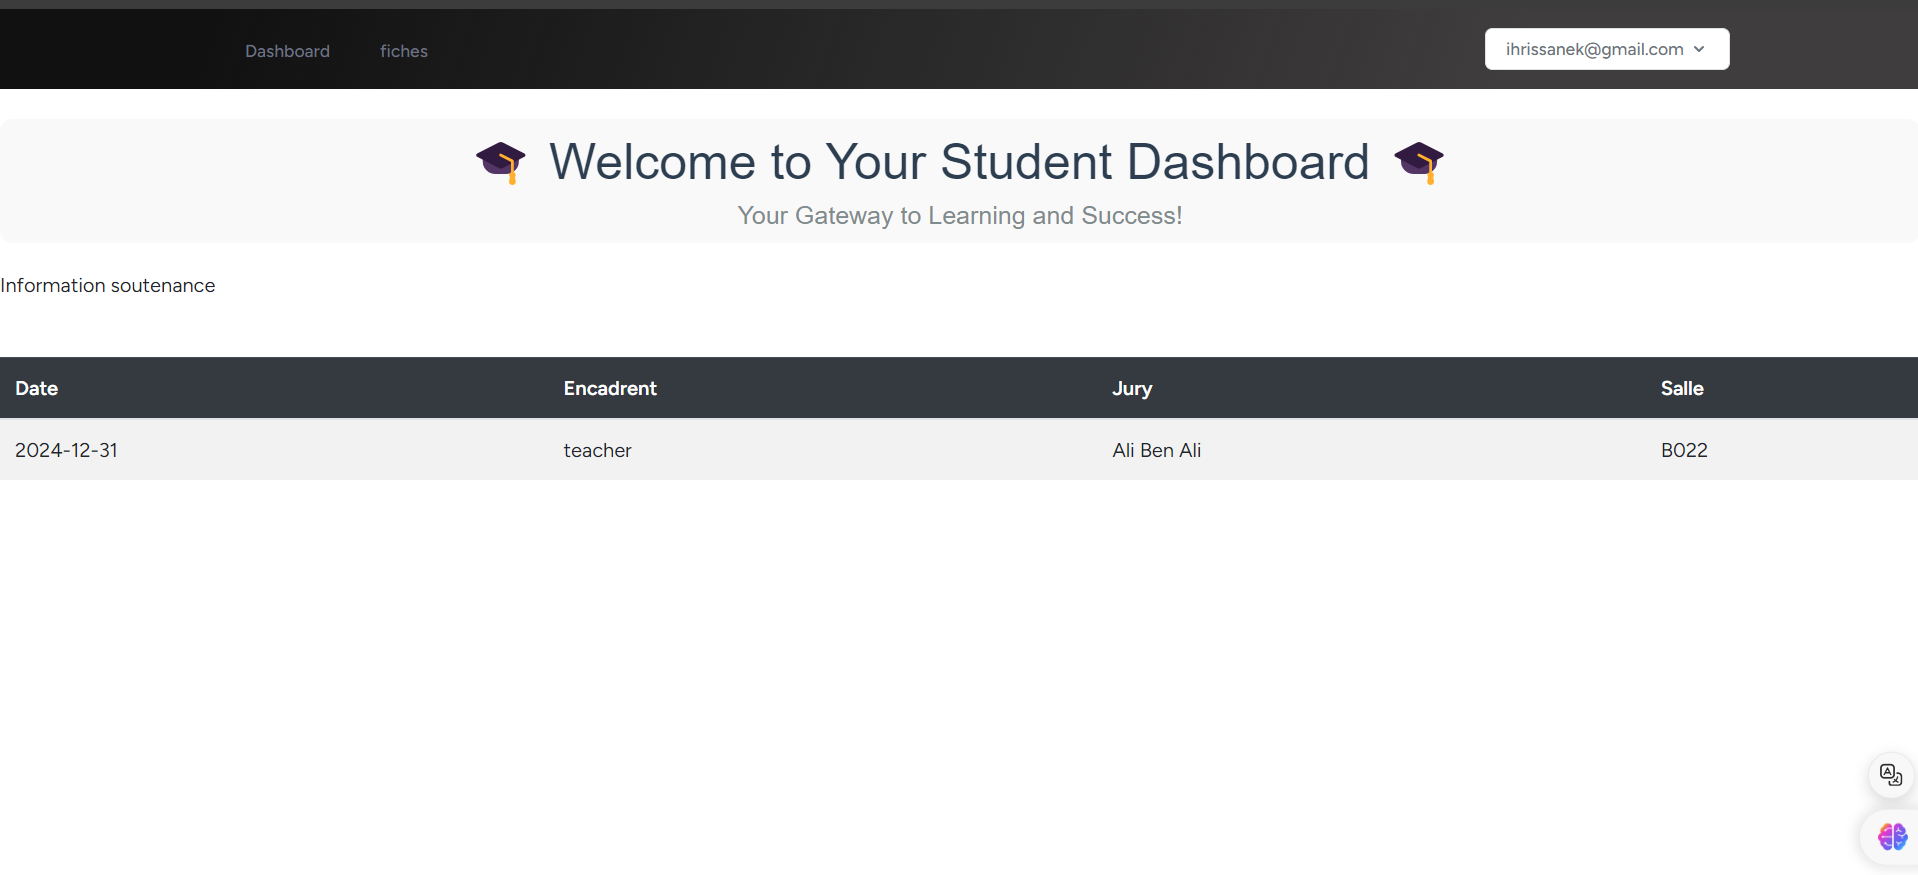 Dashboard fiches ihrissanek@gmail.com
Welcome to Your Student Dashboard
Your Gateway to Learning and Success!
Information soutenance
Date Encadrent Jury Salle
2024-12-31 teacher Ali Ben Ali B022